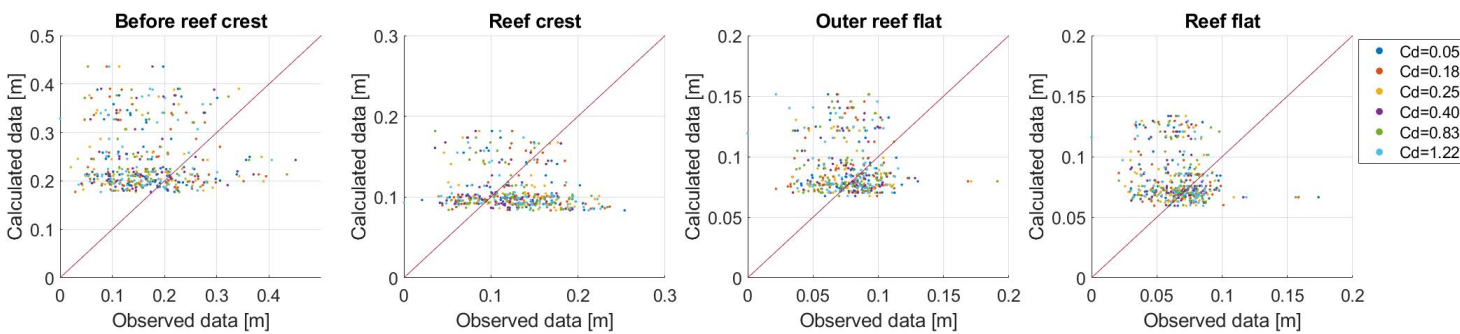 Before reef crest
0.5
0.4
0.3
0.2
0.1
0
0 0.1 0.2 0.3 0.4
Calculated data [m]
Observed data [m]
Reef crest
0.3
0.2
0.1
0
0 0.1 0.2 0.3
Calculated data [m]
Observed data [m]
Outer reef flat
0.2
0.15
0.1
0.05
0
0 0.05 0.1 0.15 0.2
Calculated data [m]
Observed data [m]
Reef flat
0.2
0.15
0.1
0.05
0
0 0.05 0.1 0.15 0.2
Calculated data [m]
Observed data [m]
Cd=0.05
Cd=0.18
Cd=0.25
Cd=0.40
Cd=0.83
Cd=1.22